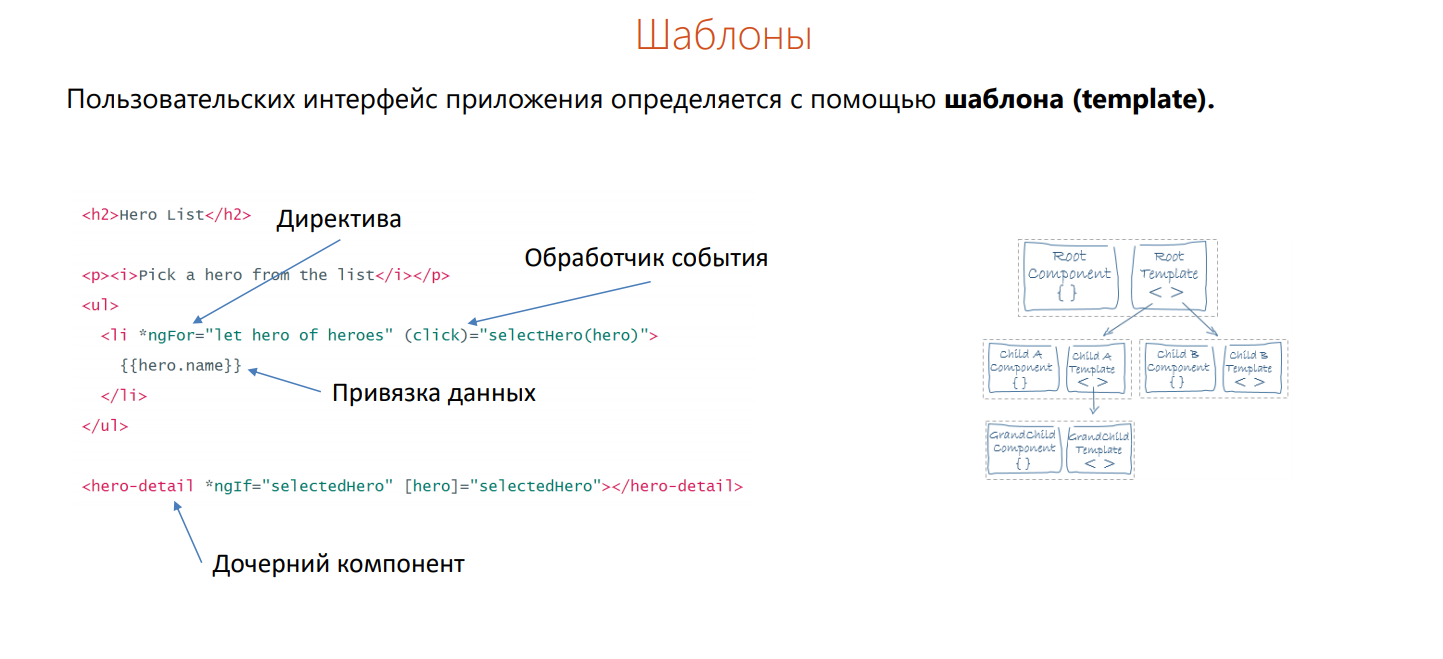 Шаблоны
Пользовательских интерфейс приложения определяется с помощью шаблона (template).
<h2>Hero List</h2>
Директива
Обработчик события
<p><i>Pick a hero from the list</i></p>
<ul>
<li *ngFor="let hero of heroes" (click)="selectHero(hero)">
{{hero.name}}
Привязка данных
</li>
</ul>
<hero-detail *ngIf="selectedHero" [hero]="selectedHero"></hero-detail>
Дочерний компонент
Root
Component
{ }
Root
Template
< >
Child A
Component
{ }
Child A
Template
< >
Child B
Component
{ }
Child B
Template
< >
GrandChild
Component
{ }
GrandChild
Template
< >